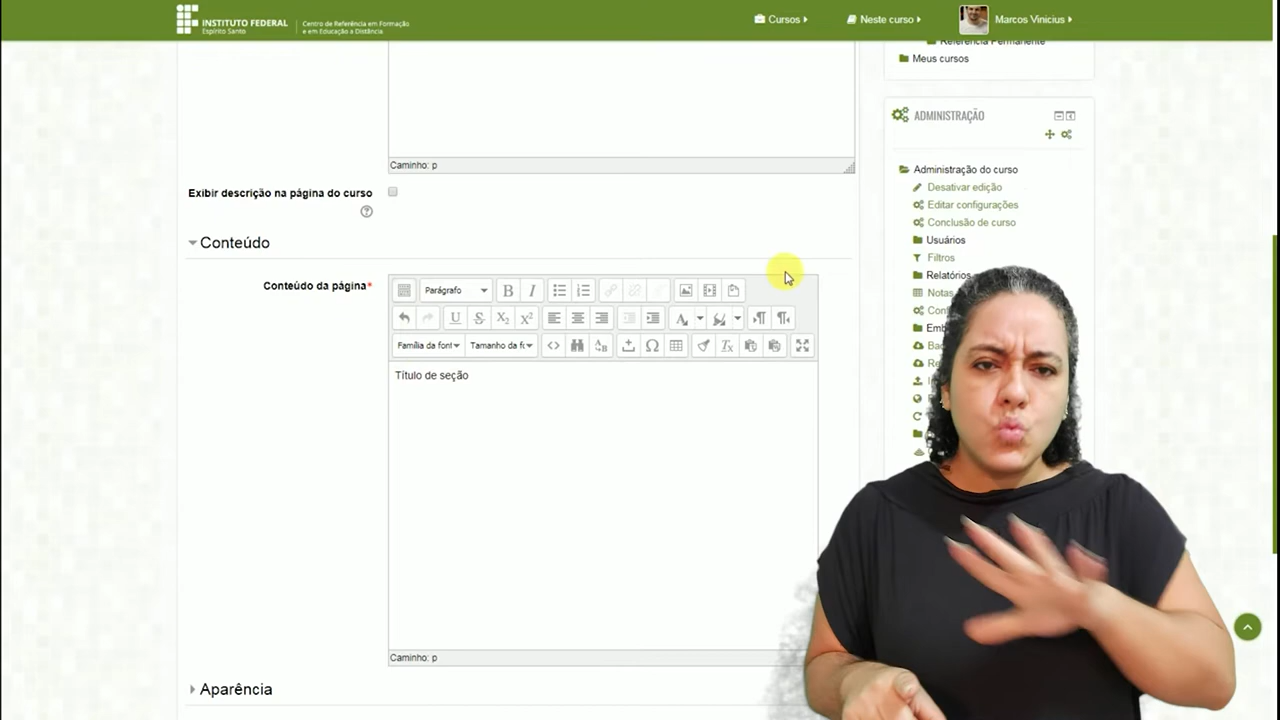 INSTITUTO FEDERAL
Espírito Santo
Centro de Referência em Formação
e em Educação a Distância
Cursos
Neste curso
Marcos Vinicius
Referência Permanente
Meus cursos
ADMINISTRAÇÃO
Caminho: p
Exibir descrição na página do curso
Administração do curso
Desativar edição
Editar configurações
Conclusão de curso
Usuários
Filtros
Relatórios
Notas
Conteúdo
Conteúdo da página*
Parágrafo
Família da font
Tamanho da fo
Título de seção
Caminho: p
Aparência